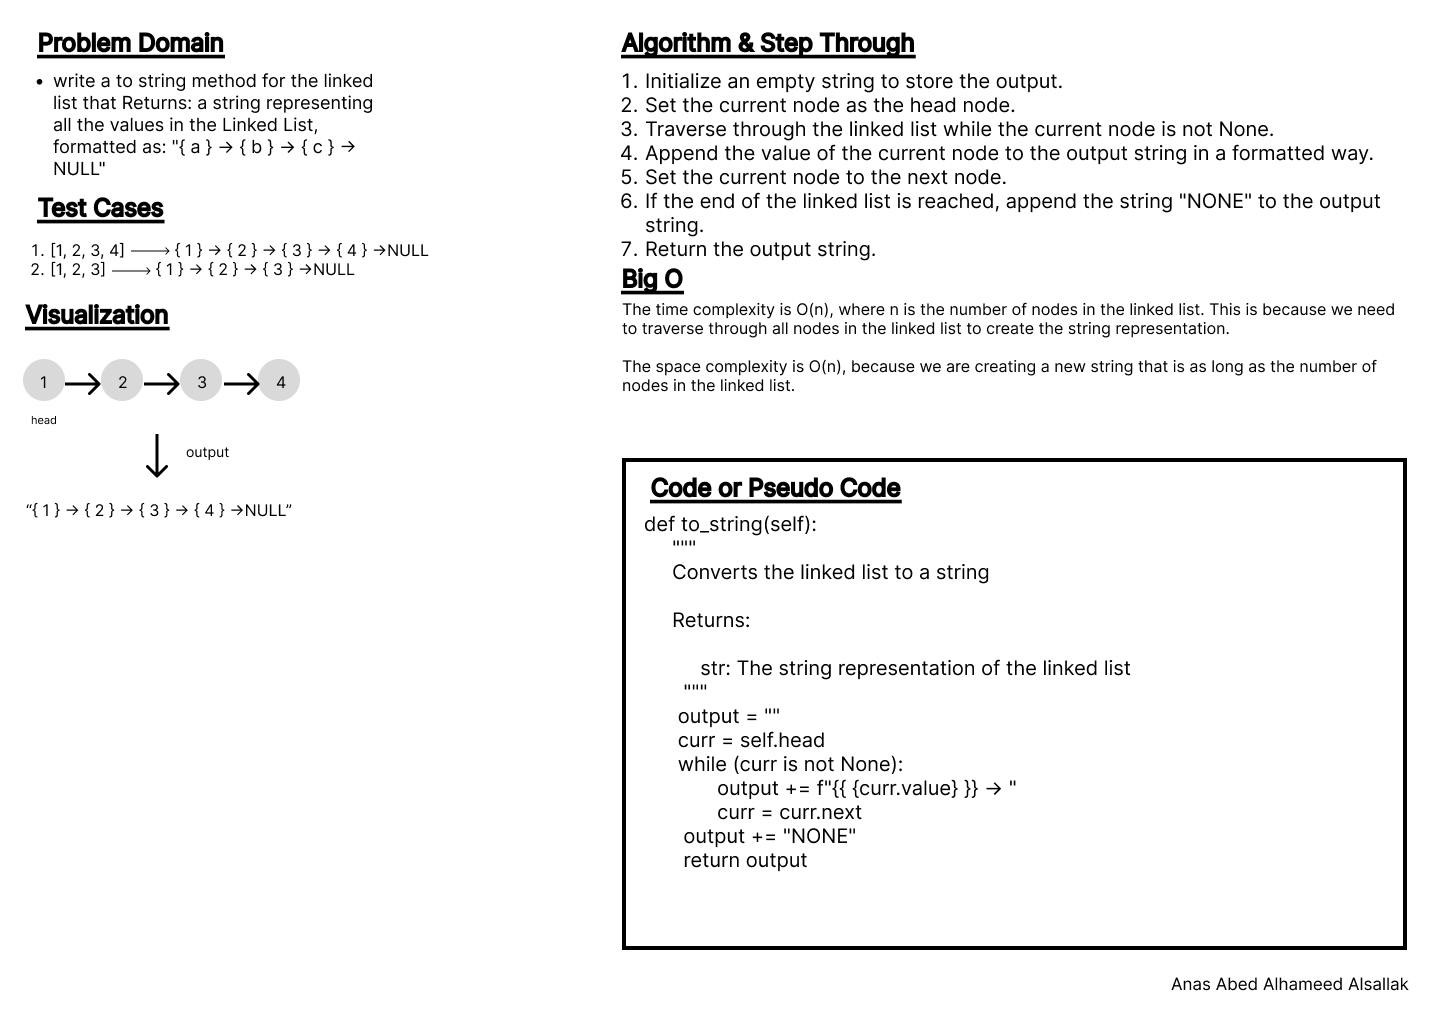 Problem Domain
• write a to string method for the linked
list that Returns: a string representing
all the values in the Linked List,
formatted as: "{ a } → { b } → { c } →
NULL"
Test Cases
1. [1, 2, 3, 4] ⟶ { 1 } → { 2 } → { 3 } → { 4 } →NULL
2. [1, 2, 3] ⟶ { 1 } → { 2 } → { 3 } →NULL
Visualization
1 → 2 → 3 → 4
head
output
“{ 1 } → { 2 } → { 3 } → { 4 } →NULL”
Algorithm & Step Through
1. Initialize an empty string to store the output.
2. Set the current node as the head node.
3. Traverse through the linked list while the current node is not None.
4. Append the value of the current node to the output string in a formatted way.
5. Set the current node to the next node.
6. If the end of the linked list is reached, append the string "NONE" to the output
string.
7. Return the output string.
Big O
The time complexity is O(n), where n is the number of nodes in the linked list. This is because we need
to traverse through all nodes in the linked list to create the string representation.
The space complexity is O(n), because we are creating a new string that is as long as the number of
nodes in the linked list.
Code or Pseudo Code
def to_string(self):
"""
Converts the linked list to a string
Returns:
str: The string representation of the linked list
"""
output = ""
curr = self.head
while (curr is not None):
output += f"{{ {curr.value} }} → "
curr = curr.next
output += "NONE"
return output
Anas Abed Alhameed Alsallak